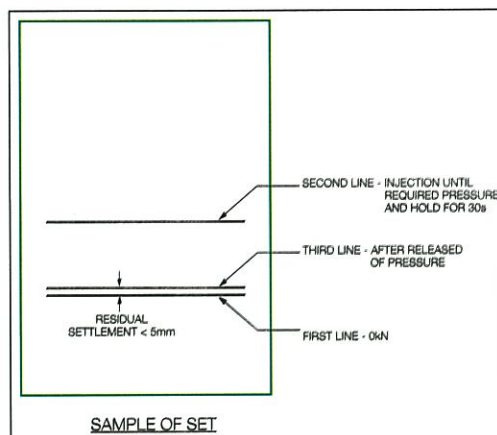 SECOND LINE - INJECTION UNTIL
REQUIRED PRESSURE
AND HOLD FOR 30s
THIRD LINE - AFTER RELEASED
OF PRESSURE
RESIDUAL
SETTLEMENT < 5mm
FIRST LINE - 0kN
SAMPLE OF SET